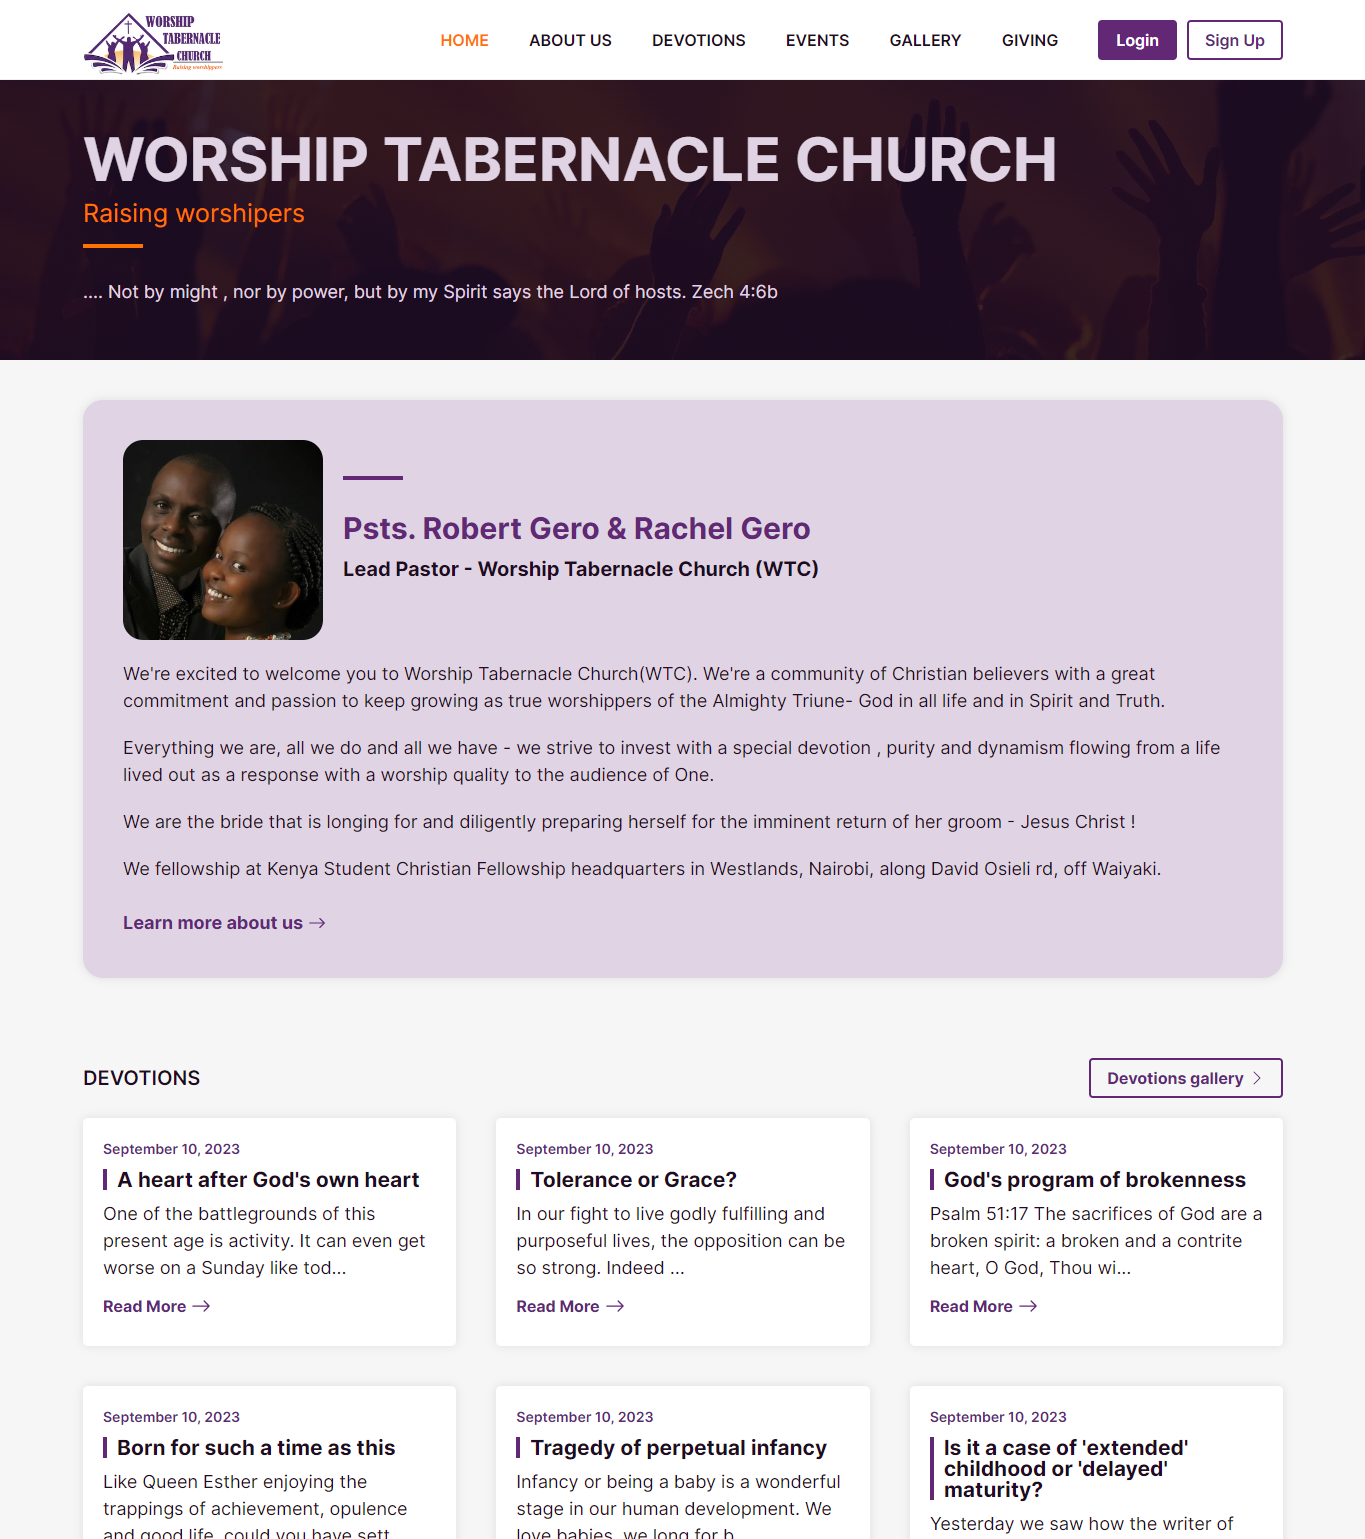 WORSHIP
TABERNACLE
CHURCH
Raising worshippers
HOME ABOUT US DEVOTIONS EVENTS GALLERY GIVING Login Sign Up
WORSHIP TABERNACLE CHURCH
Raising worshipers
.... Not by might , nor by power, but by my Spirit says the Lord of hosts. Zech 4:6b
Psts. Robert Gero & Rachel Gero
Lead Pastor - Worship Tabernacle Church (WTC)
We're excited to welcome you to Worship Tabernacle Church(WTC). We're a community of Christian believers with a great
commitment and passion to keep growing as true worshippers of the Almighty Triune- God in all life and in Spirit and Truth.
Everything we are, all we do and all we have - we strive to invest with a special devotion , purity and dynamism flowing from a life
lived out as a response with a worship quality to the audience of One.
We are the bride that is longing for and diligently preparing herself for the imminent return of her groom - Jesus Christ !
We fellowship at Kenya Student Christian Fellowship headquarters in Westlands, Nairobi, along David Osieli rd, off Waiyaki.
Learn more about us
DEVOTIONS
Devotions gallery
September 10, 2023
A heart after God's own heart
One of the battlegrounds of this
present age is activity. It can even get
worse on a Sunday like tod...
Read More
September 10, 2023
Tolerance or Grace?
In our fight to live godly fulfilling and
purposeful lives, the opposition can be
so strong. Indeed ...
Read More
September 10, 2023
God's program of brokenness
Psalm 51:17 The sacrifices of God are a
broken spirit: a broken and a contrite
heart, O God, Thou wi...
Read More
September 10, 2023
Born for such a time as this
Like Queen Esther enjoying the
trappings of achievement, opulence
and good life, could you have sett
September 10, 2023
Tragedy of perpetual infancy
Infancy or being a baby is a wonderful
stage in our human development. We
love babies, we long for b
September 10, 2023
Is it a case of 'extended'
childhood or 'delayed'
maturity?
Yesterday we saw how the writer of